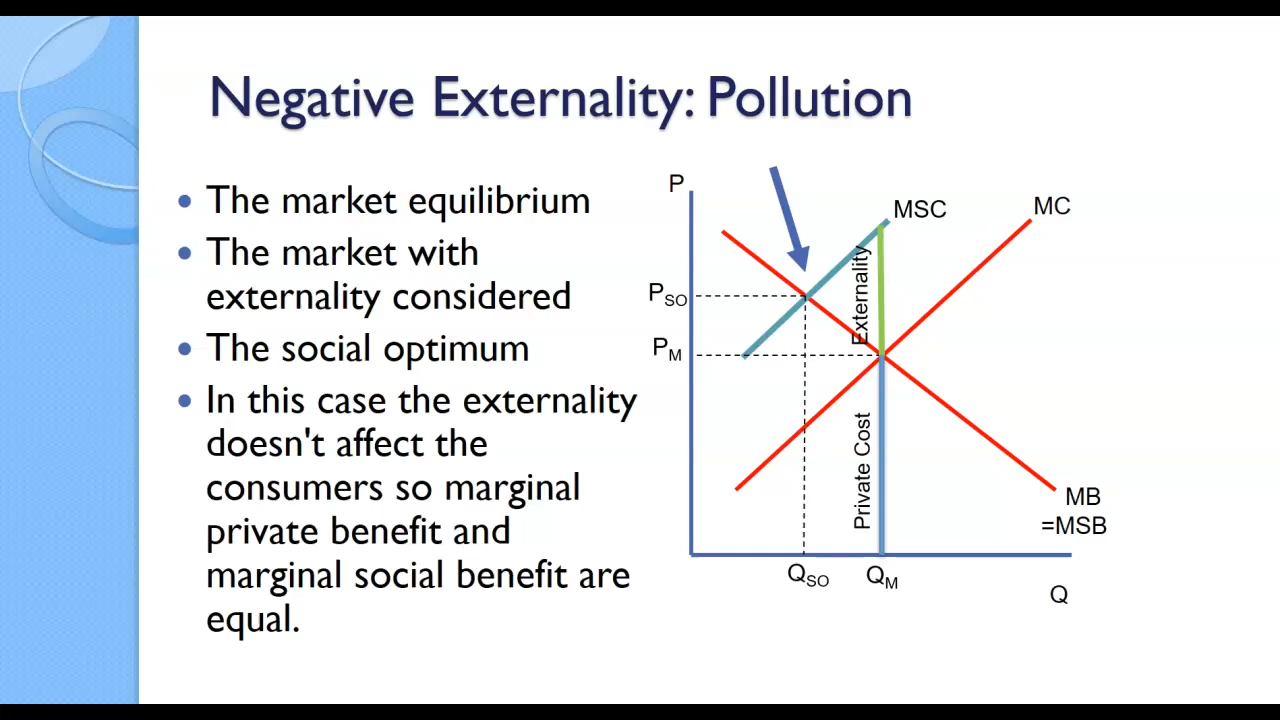 Negative Externality: Pollution
The market equilibrium
The market with
externality considered
The social optimum
In this case the externality
doesn't affect the
consumers so marginal
private benefit and
marginal social benefit are
equal.
P
MSC
MC
Externality
PSO
PM
Private Cost
MB
=MSB
QSO
QM
Q